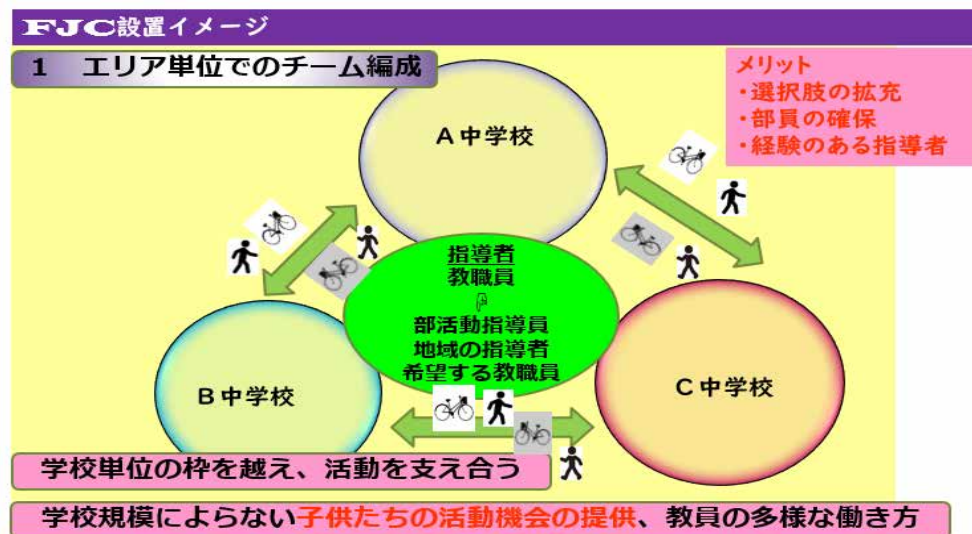 FJC設置イメージ
1 エリア単位でのチーム編成
メリット
・選択肢の拡充
・部員の確保
・経験のある指導者
A中学校
指導者
教職員
部活動指導員
地域の指導者
希望する教職員
B中学校
C中学校
学校単位の枠を越え、活動を支え合う
学校規模によらない子供たちの活動機会の提供、教員の多様な働き方